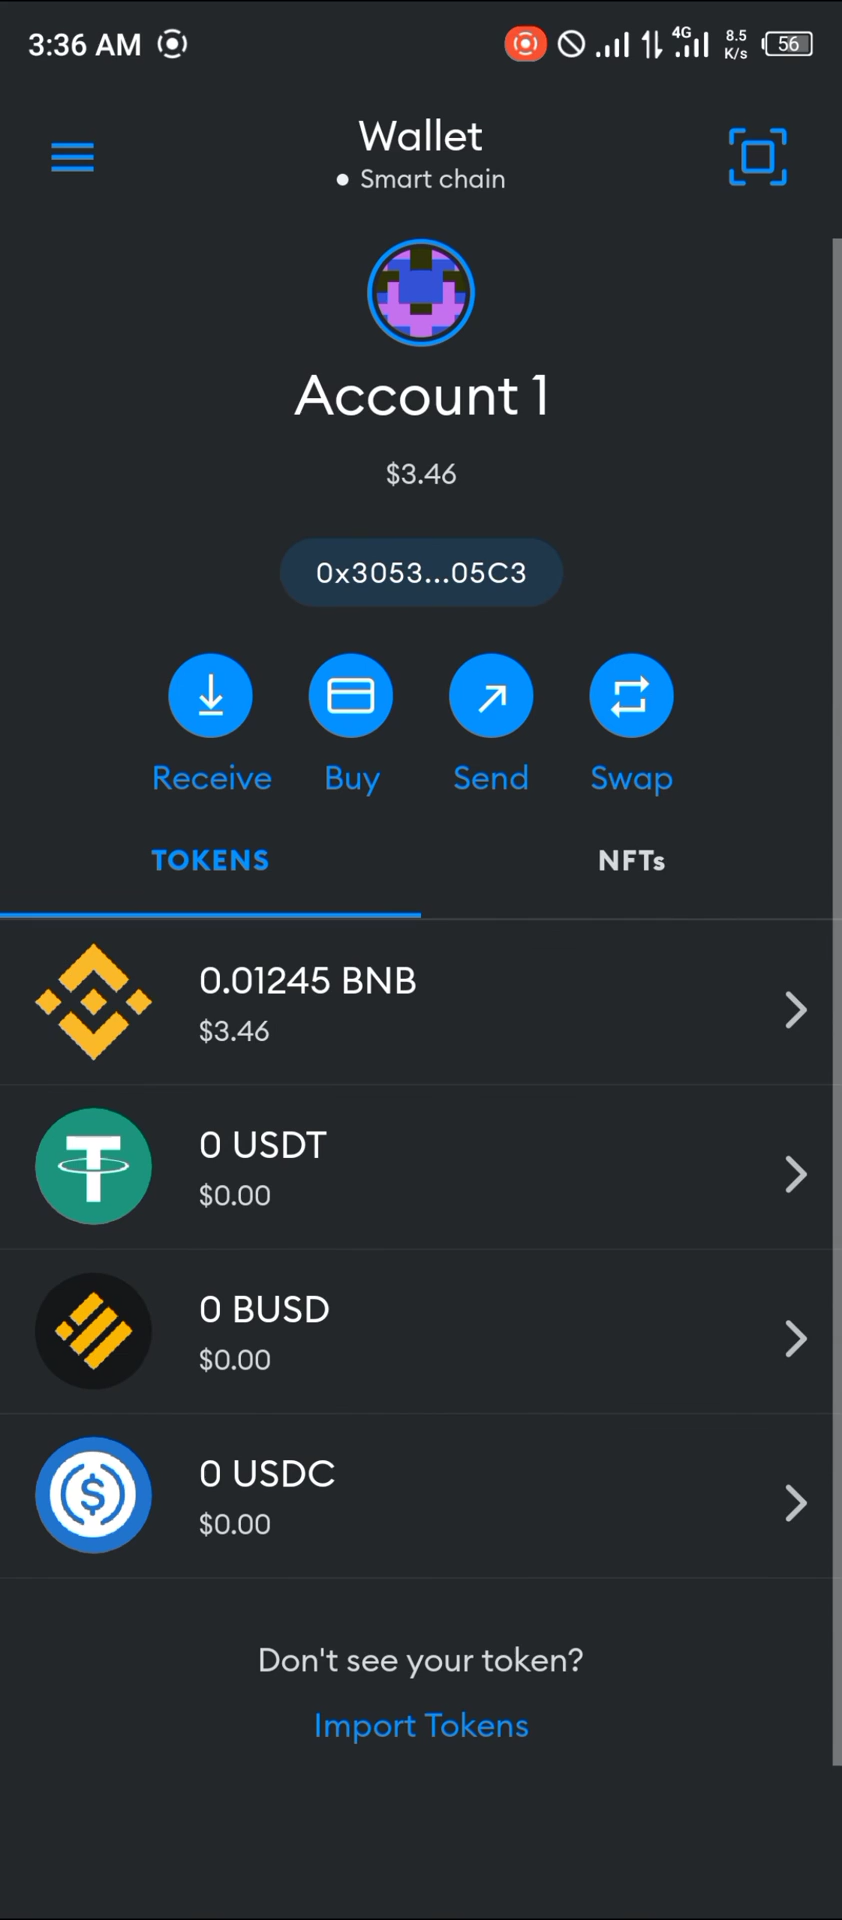 3:36 AM 4G 8.5 K/s 56
Wallet
Smart chain
Account 1
$3.46
0x3053...05C3
Receive Buy Send Swap
TOKENS NFTs
0.01245 BNB
$3.46
0 USDT
$0.00
0 BUSD
$0.00
0 USDC
$0.00
Don't see your token?
Import Tokens